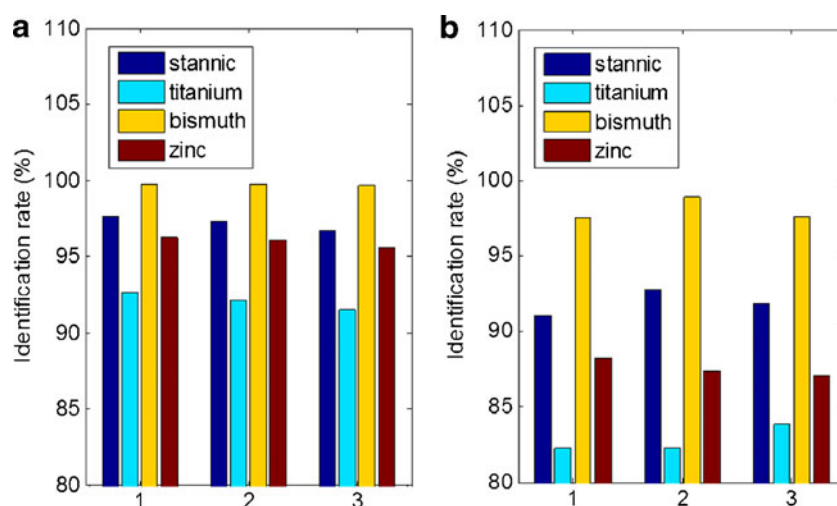 a
110
105
100
95
90
85
80
Identification rate (%)
stannic
titanium
bismuth
zinc
1 2 3
b
110
105
100
95
90
85
80
Identification rate (%)
stannic
titanium
bismuth
zinc
1 2 3